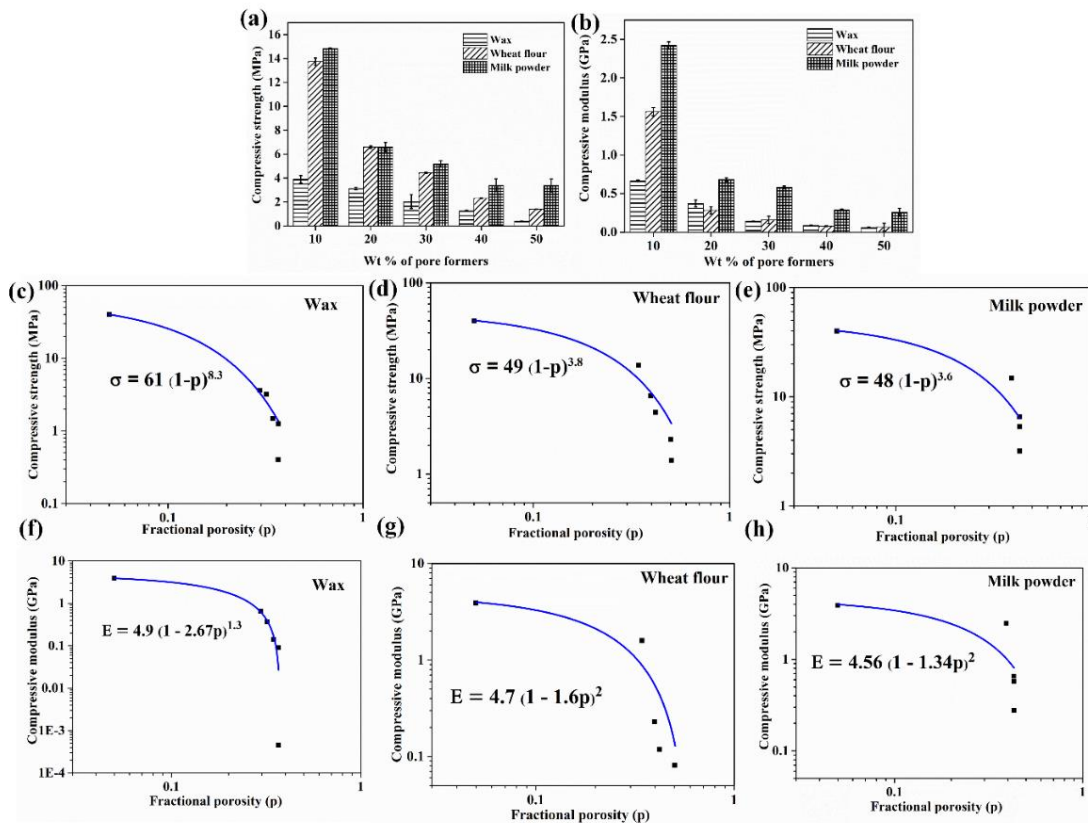 (a)
Compressive strength (MPa)
16
14
12
10
8
6
4
2
0
Wax
Wheat flour
Milk powder
10 20 30 40 50
Wt % of pore formers
(b)
Compressive modulus (GPa)
2.5
2.0
1.5
1.0
0.5
0.0
Wax
Wheat flour
Milk powder
10 20 30 40 50
Wt % of pore formers
(c)
Compressive strength (MPa)
100
10
1
0.1
Wax
σ = 61 (1-p)^8.3
0.1 1
Fractional porosity (p)
(d)
Compressive strength (MPa)
100
10
1
Wheat flour
σ = 49 (1-p)^3.8
0.1 1
Fractional porosity (p)
(e)
Compressive strength (MPa)
100
10
1
Milk powder
σ = 48 (1-p)^3.6
0.1
Fractional porosity (p)
(f)
Compressive modulus (GPa)
10
1
0.1
0.01
1E-3
1E-4
Wax
E = 4.9 (1 - 2.67p)^1.3
0.1 1
Fractional porosity (p)
(g)
Compressive modulus (GPa)
10
1
0.1
Wheat flour
E = 4.7 (1 - 1.6p)^2
0.1 1
Fractional porosity (p)
(h)
Compressive modulus (GPa)
10
1
0.1
Milk powder
E = 4.56 (1 - 1.34p)^2
0.1 1
Fractional porosity (p)